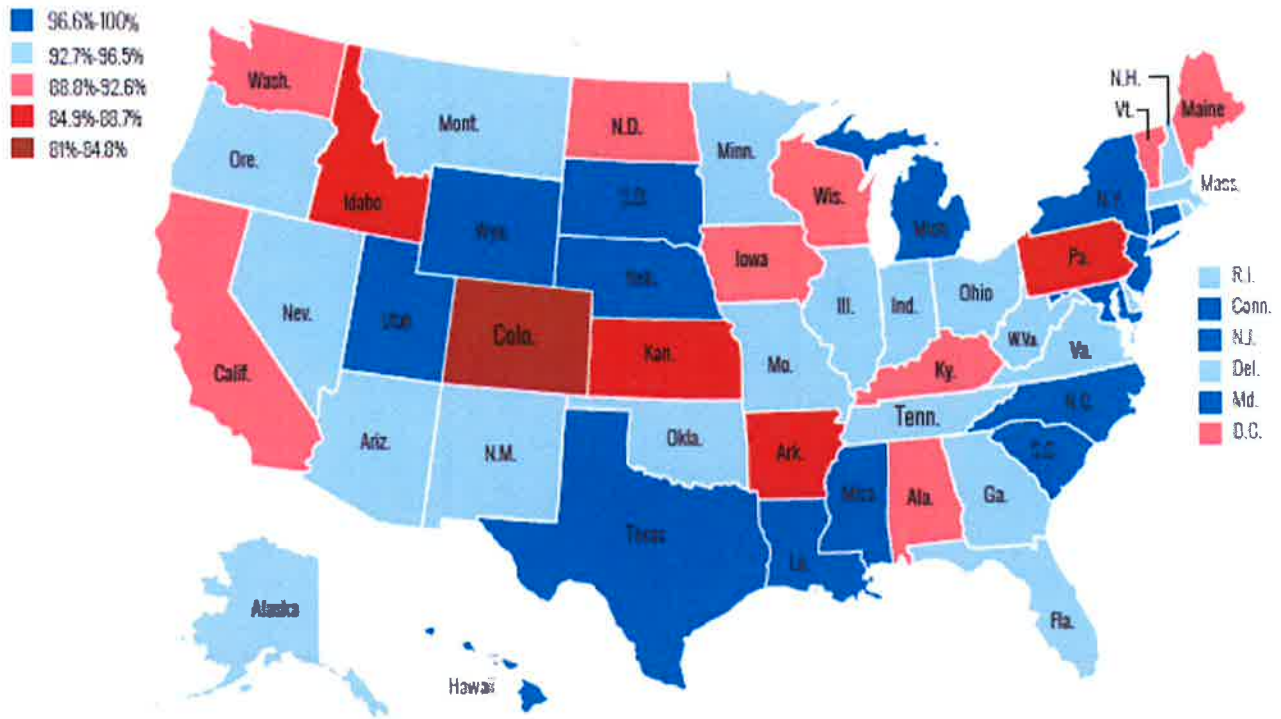 96.6%-100%
92.7%-96.5%
88.8%-92.6%
84.9%-88.7%
81%-84.8%
Wash.
Mont.
N.D.
Minn.
N.H.
Vt.
Maine
Ore.
Idaho
Wyo.
S.D.
Wis.
Mich.
N.Y.
Mass.
Nev.
Utah
Colo.
Neb.
Iowa
Ill.
Ind.
Ohio
Pa.
R.I.
Conn.
N.J.
Del.
Md.
D.C.
Calif.
Kan.
Mo.
Ky.
W.Va.
Va.
Ariz.
N.M.
Okla.
Ark.
Tenn.
N.C.
S.C.
Texas
La.
Miss.
Ala.
Ga.
Fla.
Alaska
Hawaii